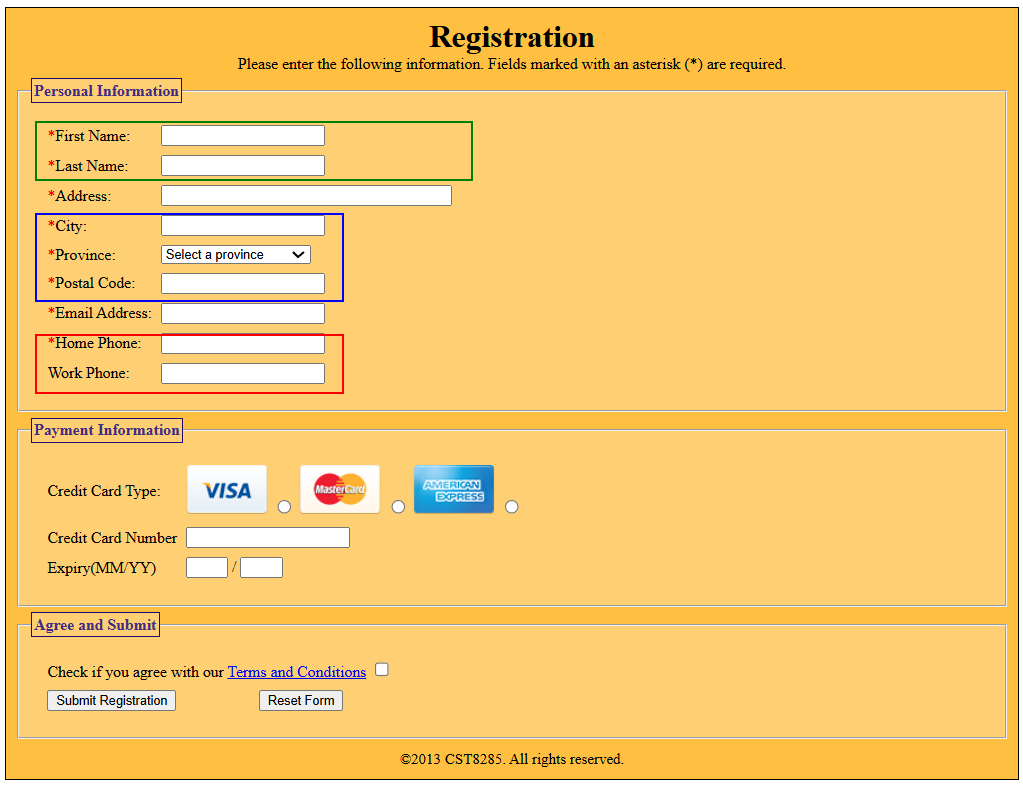 Registration
Please enter the following information. Fields marked with an asterisk (*) are required.
Personal Information
*First Name:
*Last Name:
*Address:
*City:
*Province: Select a province
*Postal Code:
*Email Address:
*Home Phone:
Work Phone:
Payment Information
Credit Card Type: VISA MasterCard AMERICAN EXPRESS
Credit Card Number
Expiry(MM/YY) /
Agree and Submit
Check if you agree with our Terms and Conditions
Submit Registration Reset Form
©2013 CST8285. All rights reserved.